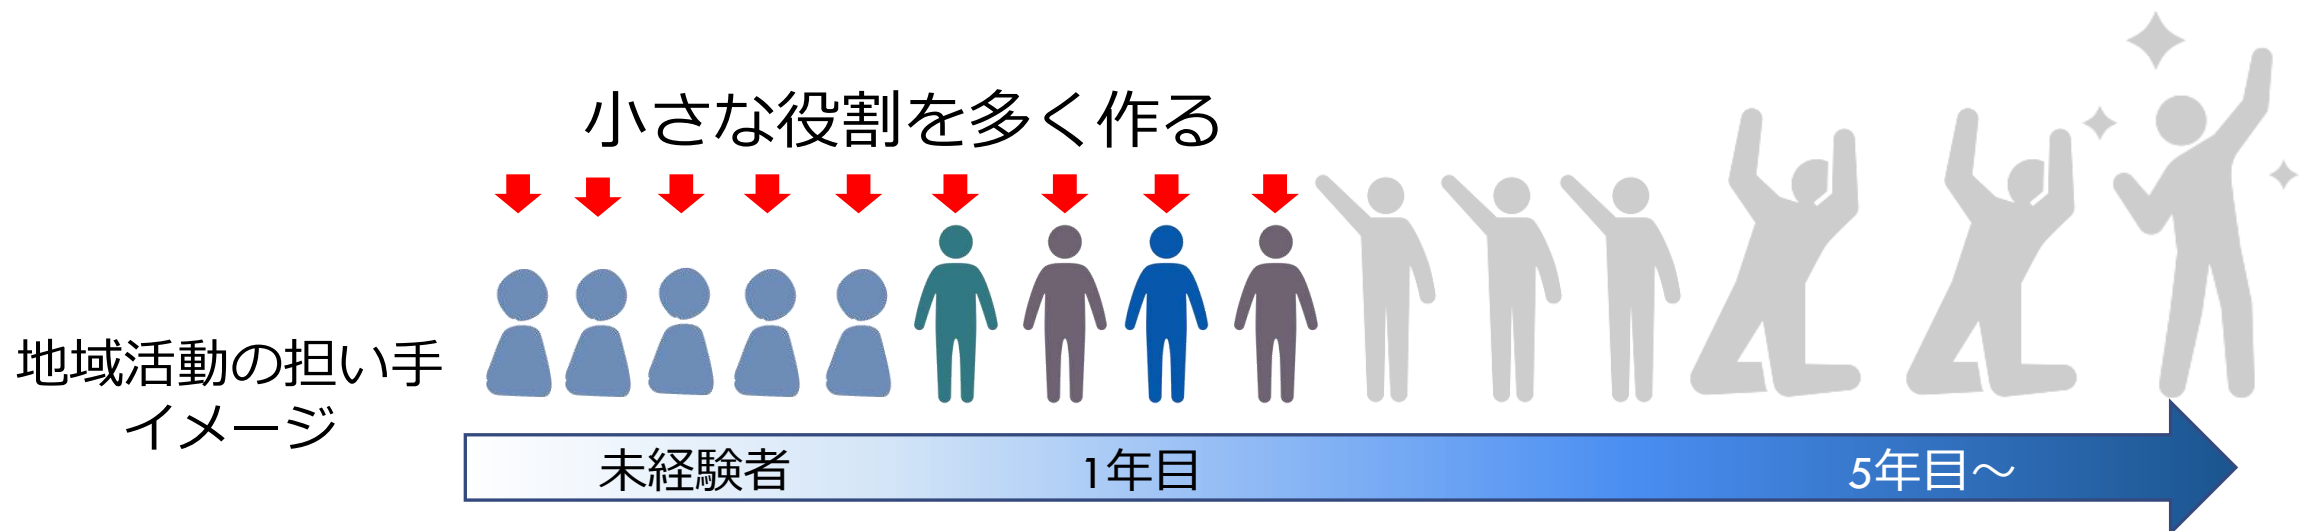 小さな役割を多く作る
地域活動の担い手
イメージ
未経験者
1年目
5年目～